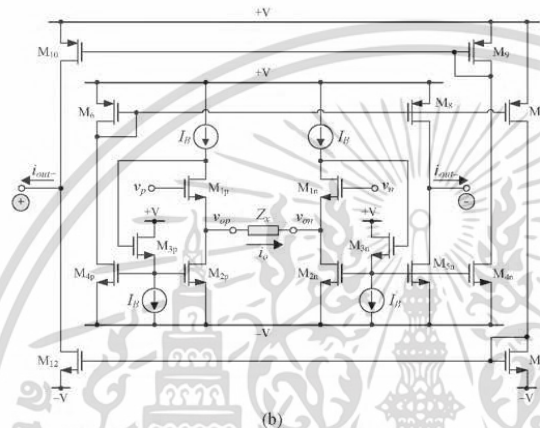 +V
M10
M9
+V
M6
M8
M
IB
IB
iout-
iout-
+
−
vp
M1p
M1n
vn
vop
Zx
von
+V
+V
M3p
ix
M3n
M4p
M2p
M2n
M5n
M4n
IB
IB
−V
M12
M
−V
−V
(b)